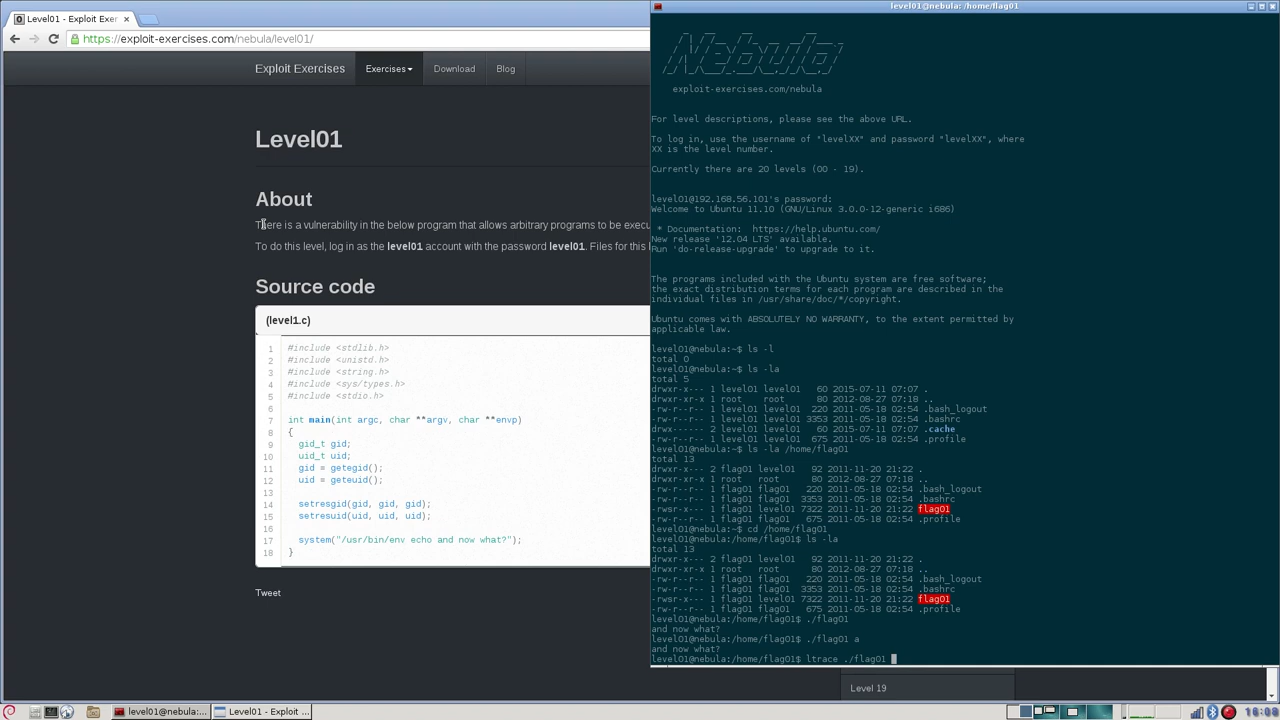 Level01 - Exploit Exer
https://exploit-exercises.com/nebula/level01/
Exploit Exercises
Exercises
Download
Blog
Level01
About
There is a vulnerability in the below program that allows arbitrary programs to be execu
To do this level, log in as the level01 account with the password level01. Files for this l
Source code
(level1.c)
1 #include <stdlib.h>
2 #include <unistd.h>
3 #include <string.h>
4 #include <sys/types.h>
5 #include <stdio.h>
6
7 int main(int argc, char **argv, char **envp)
8 {
9 gid_t gid;
10 uid_t uid;
11 gid = getegid();
12 uid = geteuid();
13
14 setresgid(gid, gid, gid);
15 setresuid(uid, uid, uid);
16
17 system("/usr/bin/env echo and now what?");
18 }
Tweet
level01@nebula: /home/flag01
exploit-exercises.com/nebula
For level descriptions, please see the above URL.
To log in, use the username of "levelXX" and password "levelXX", where
XX is the level number.
Currently there are 20 levels (00 - 19).
level01@192.168.56.101's password:
Welcome to Ubuntu 11.10 (GNU/Linux 3.0.0-12-generic i686)
* Documentation:  https://help.ubuntu.com/
New release '12.04 LTS' available.
Run 'do-release-upgrade' to upgrade to it.
The programs included with the Ubuntu system are free software;
the exact distribution terms for each program are described in the
individual files in /usr/share/doc/*/copyright.
Ubuntu comes with ABSOLUTELY NO WARRANTY, to the extent permitted by
applicable law.
level01@nebula:~$ ls -l
total 0
level01@nebula:~$ ls -la
total 5
drwxr-x--- 1 level01 level01   60 2015-07-11 07:07 .
drwxr-xr-x 1 root    root      80 2012-08-27 07:18 ..
-rw-r--r-- 1 level01 level01  220 2011-05-18 02:54 .bash_logout
-rw-r--r-- 1 level01 level01 3353 2011-05-18 02:54 .bashrc
drwx------ 2 level01 level01   60 2015-07-11 07:07 .cache
-rw-r--r-- 1 level01 level01  675 2011-05-18 02:54 .profile
level01@nebula:~$ ls -la /home/flag01
total 13
drwxr-x--- 2 flag01 level01   92 2011-11-20 21:22 .
drwxr-xr-x 1 root   root      80 2012-08-27 07:18 ..
-rw-r--r-- 1 flag01 flag01   220 2011-05-18 02:54 .bash_logout
-rw-r--r-- 1 flag01 flag01  3353 2011-05-18 02:54 .bashrc
-rwsr-x--- 1 flag01 level01 7322 2011-11-20 21:22 flag01
-rw-r--r-- 1 flag01 flag01   675 2011-05-18 02:54 .profile
level01@nebula:~$ cd /home/flag01
level01@nebula:/home/flag01$ ls -la
total 13
drwxr-x--- 2 flag01 level01   92 2011-11-20 21:22 .
drwxr-xr-x 1 root   root      80 2012-08-27 07:18 ..
-rw-r--r-- 1 flag01 flag01   220 2011-05-18 02:54 .bash_logout
-rw-r--r-- 1 flag01 flag01  3353 2011-05-18 02:54 .bashrc
-rwsr-x--- 1 flag01 level01 7322 2011-11-20 21:22 flag01
-rw-r--r-- 1 flag01 flag01   675 2011-05-18 02:54 .profile
level01@nebula:/home/flag01$ ./flag01
and now what?
level01@nebula:/home/flag01$ ./flag01 a
and now what?
level01@nebula:/home/flag01$ ltrace ./flag01
Level 19
level01@nebula:...
Level01 - Exploit ...
16:08